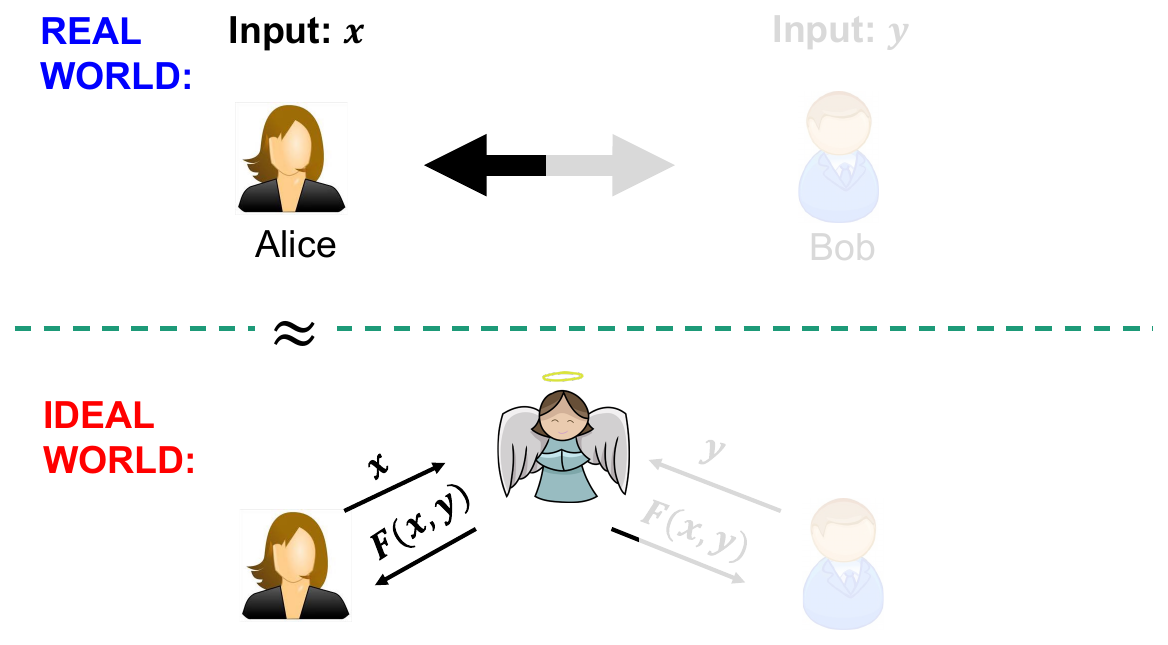 REAL
WORLD:
Input: x
Input: y
Alice
Bob
≈
IDEAL
WORLD:
x
F(x, y)
y
F(x, y)